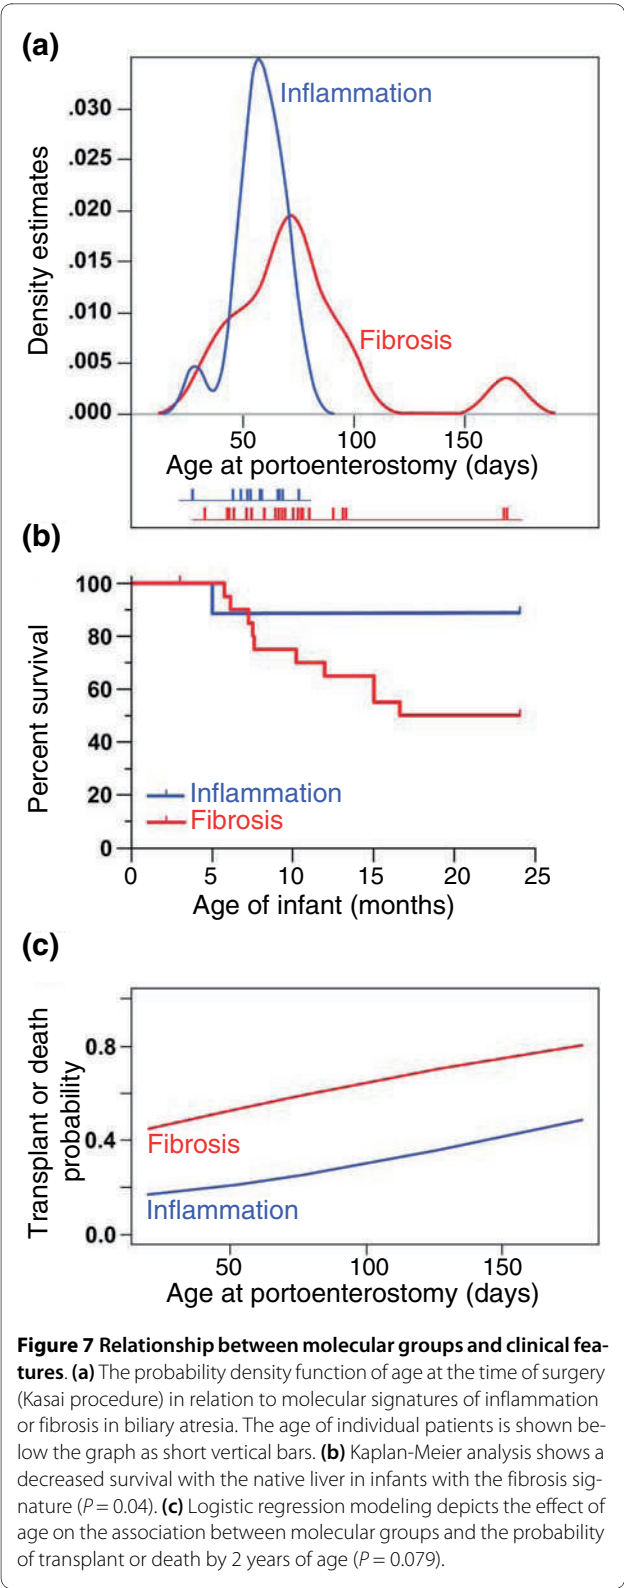 (a)
Inflammation
.030
.025
.020
.015
.010
.005
.000
Density estimates
Fibrosis
50 100 150
Age at portoenterostomy (days)
(b)
100
80
60
40
20
0
Percent survival
Inflammation
Fibrosis
0 5 10 15 20 25
Age of infant (months)
(c)
0.8
0.4
0.0
Transplant or death
probability
Fibrosis
Inflammation
50 100 150
Age at portoenterostomy (days)
Figure 7 Relationship between molecular groups and clinical fea-
tures. (a) The probability density function of age at the time of surgery
(Kasai procedure) in relation to molecular signatures of inflammation
or fibrosis in biliary atresia. The age of individual patients is shown be-
low the graph as short vertical bars. (b) Kaplan-Meier analysis shows a
decreased survival with the native liver in infants with the fibrosis sig-
nature (P = 0.04). (c) Logistic regression modeling depicts the effect of
age on the association between molecular groups and the probability
of transplant or death by 2 years of age (P = 0.079).